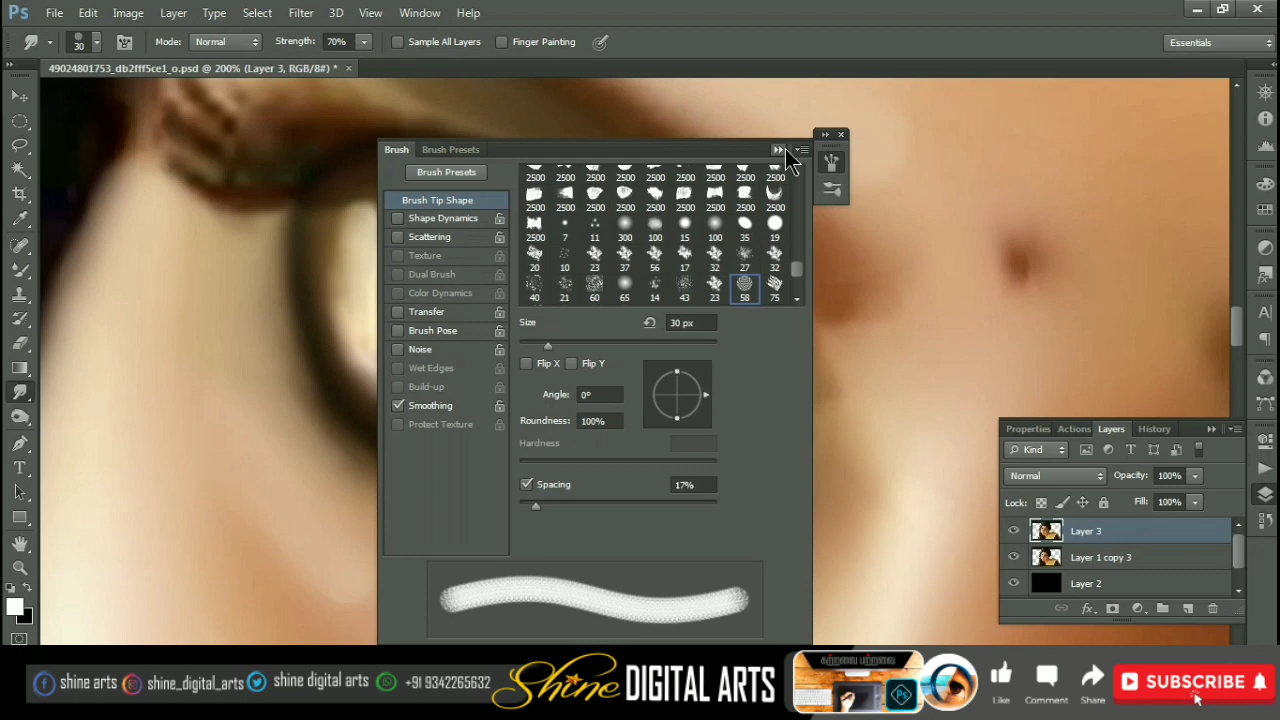 Ps File Edit Image Layer Type Select Filter 3D View Window Help
30 Mode: Normal Strength: 70% Sample All Layers Finger Painting Essentials
49024801753_db2fff5ce1_o.psd @ 200% (Layer 3, RGB/8#) *
Brush Brush Presets
Brush Presets
2500 2500 2500 2500 2500 2500 2500 2500 2500
2500 2500 2500 2500 2500 2500 2500 2500 2500
2500 7 11 300 100 15 100 35 19
20 10 23 37 56 17 32 27 32
40 21 60 65 14 43 23 58 75
Brush Tip Shape
Shape Dynamics
Scattering
Texture
Dual Brush
Color Dynamics
Transfer
Brush Pose
Noise
Wet Edges
Build-up
Smoothing
Protect Texture
Size 30 px
Flip X Flip Y
Angle: 0°
Roundness: 100%
Hardness
Spacing 17%
Properties Actions Layers History
Kind
Normal Opacity: 100%
Lock: Fill: 100%
Layer 3
Layer 1 copy 3
Layer 2
shine arts shine_digital_arts shine digital arts +91 9342265632
Shine DIGITAL ARTS
கற்றவை பற்றவை
Ps
Like Comment Share
SUBSCRIBE